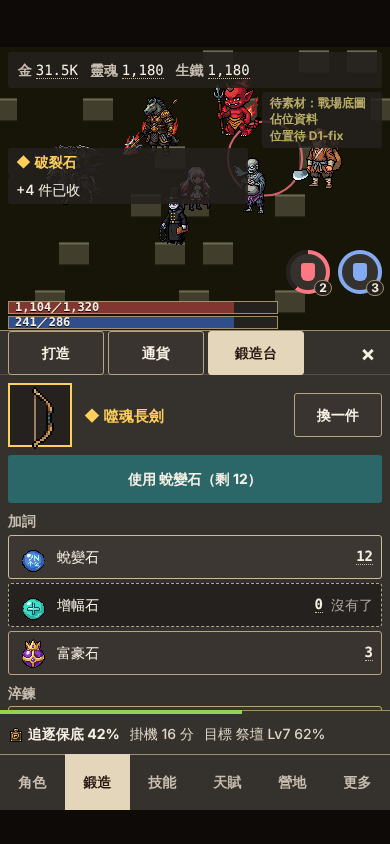 金 31.5K 靈魂 1,180 生鐵 1,180
待素材：戰場底圖
佔位資料
位置待 D1-fix
◆ 破裂石
+4 件已收
2
3
1,104／1,320
241／286
打造
通貨
鍛造台
×
◆ 噬魂長劍
換一件
使用 蛻變石（剩 12）
加詞
蛻變石 12
增幅石 0 沒有了
富豪石 3
淬鍊
追逐保底 42% 掛機 16 分 目標 祭壇 Lv7 62%
角色
鍛造
技能
天賦
營地
更多